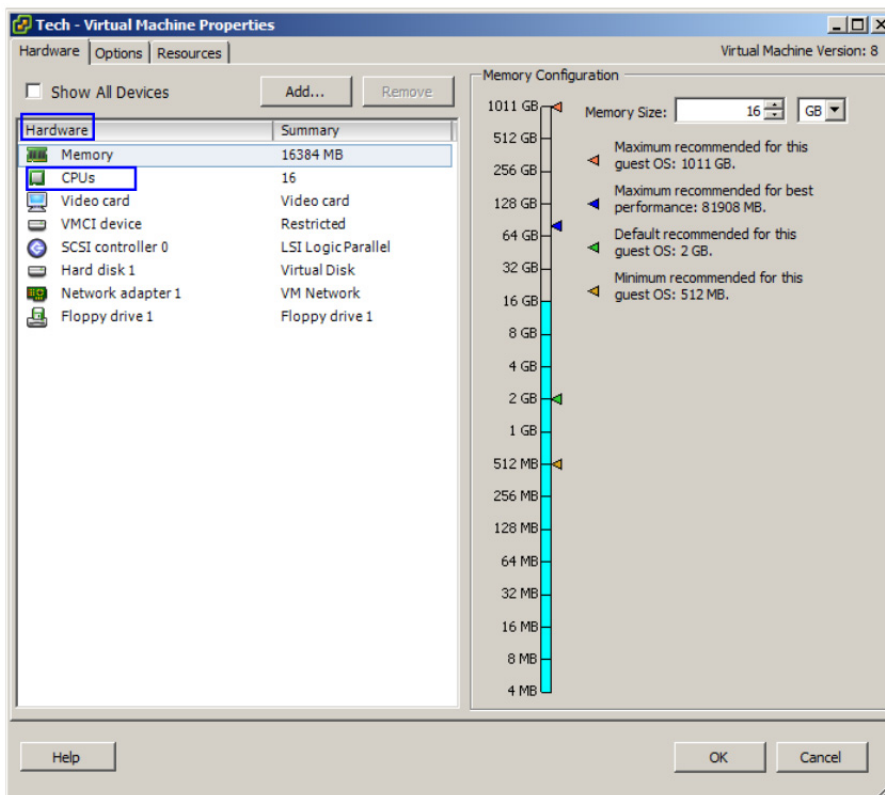 Tech - Virtual Machine Properties
Hardware Options Resources Virtual Machine Version: 8
Show All Devices Add... Remove
Hardware Summary
Memory 16384 MB
CPUs 16
Video card Video card
VMCI device Restricted
SCSI controller 0 LSI Logic Parallel
Hard disk 1 Virtual Disk
Network adapter 1 VM Network
Floppy drive 1 Floppy drive 1
Memory Configuration
Memory Size: 16 GB
1011 GB
512 GB
256 GB
128 GB
64 GB
32 GB
16 GB
8 GB
4 GB
2 GB
1 GB
512 MB
256 MB
128 MB
64 MB
32 MB
16 MB
8 MB
4 MB
Maximum recommended for this
guest OS: 1011 GB.
Maximum recommended for best
performance: 81908 MB.
Default recommended for this
guest OS: 2 GB.
Minimum recommended for this
guest OS: 512 MB.
Help OK Cancel